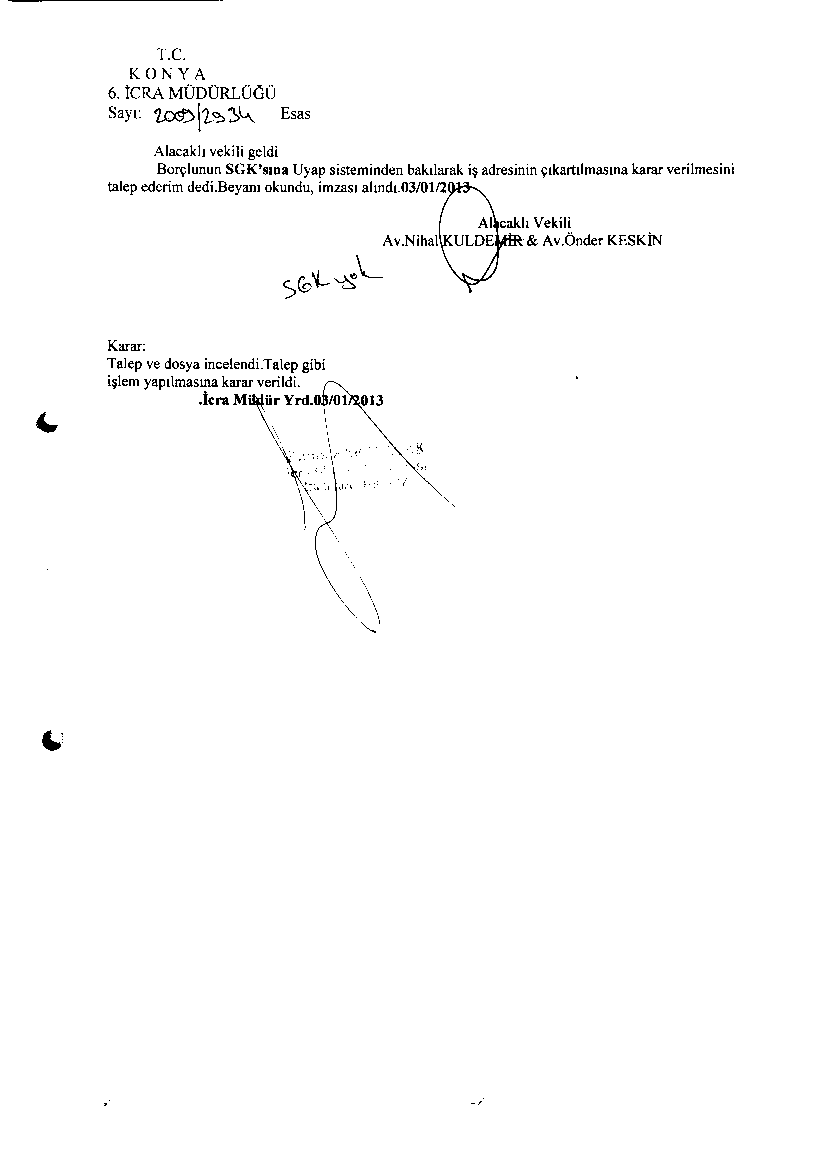 T.C.
K O N Y A
6. İCRA MÜDÜRLÜĞÜ
Sayı: 2009/2934 Esas
Alacaklı vekili geldi
Borçlunun SGK'sına Uyap sisteminden bakılarak iş adresinin çıkartılmasına karar verilmesini
talep ederim dedi.Beyanı okundu, imzası alındı.03/01/2013
Alacaklı Vekili
Av.Nihal KULDEMİR & Av.Önder KESKİN
SGK yok
Karar:
Talep ve dosya incelendi.Talep gibi
işlem yapılmasına karar verildi.
.İcra Müdür Yrd.03/01/2013